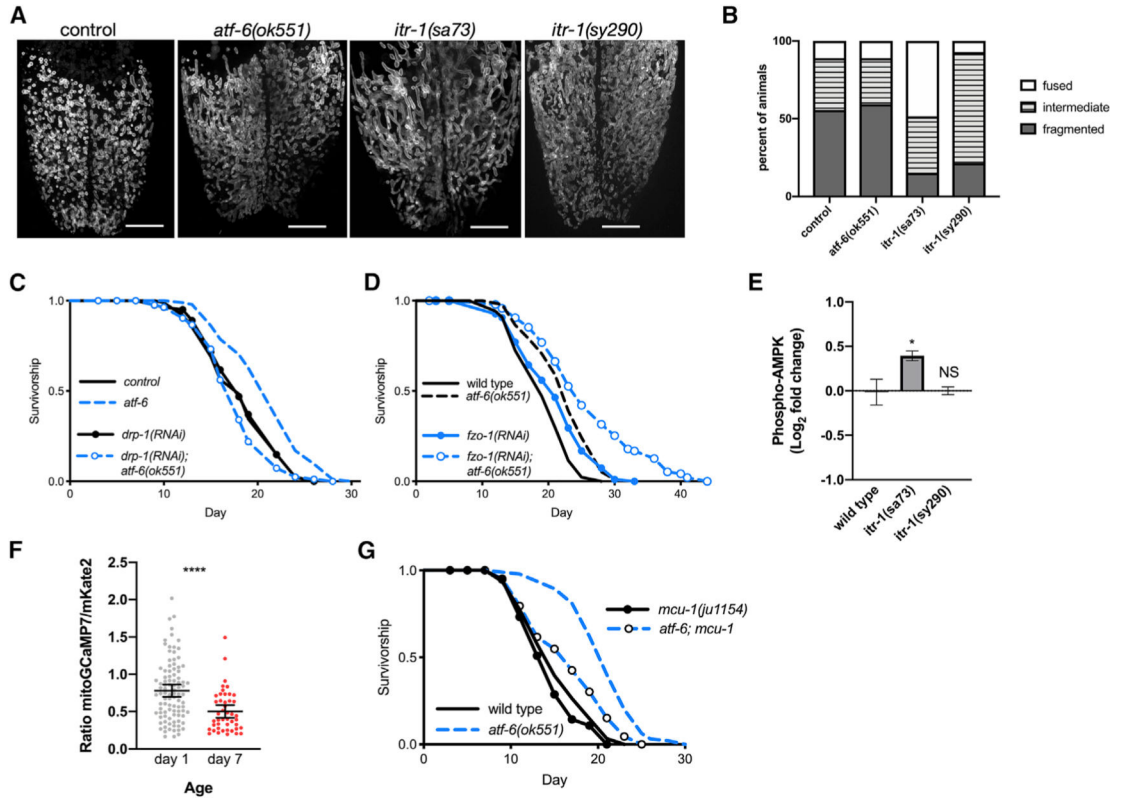 A
control
atf-6(ok551)
itr-1(sa73)
itr-1(sy290)
B
100
50
0
percent of animals
control
atf-6(ok551)
itr-1(sa73)
itr-1(sy290)
fused
intermediate
fragmented
C
1.0
0.5
0.0
Survivorship
control
atf-6
drp-1(RNAi)
drp-1(RNAi);
atf-6(ok551)
0
10
20
30
Day
D
1.0
0.5
0.0
Survivorship
wild type
atf-6(ok551)
fzo-1(RNAi)
fzo-1(RNAi);
atf-6(ok551)
0
10
20
30
40
Day
E
1.0
0.5
0.0
-0.5
-1.0
Phospho-AMPK
(Log2 fold change)
*
NS
wild type
itr-1(sa73)
itr-1(sy290)
F
2.5
2.0
1.5
1.0
0.5
0.0
Ratio mitoGCaMP7/mKate2
****
day 1
day 7
Age
G
1.0
0.5
0.0
Survivorship
mcu-1(ju1154)
atf-6; mcu-1
wild type
atf-6(ok551)
0
10
20
30
Day